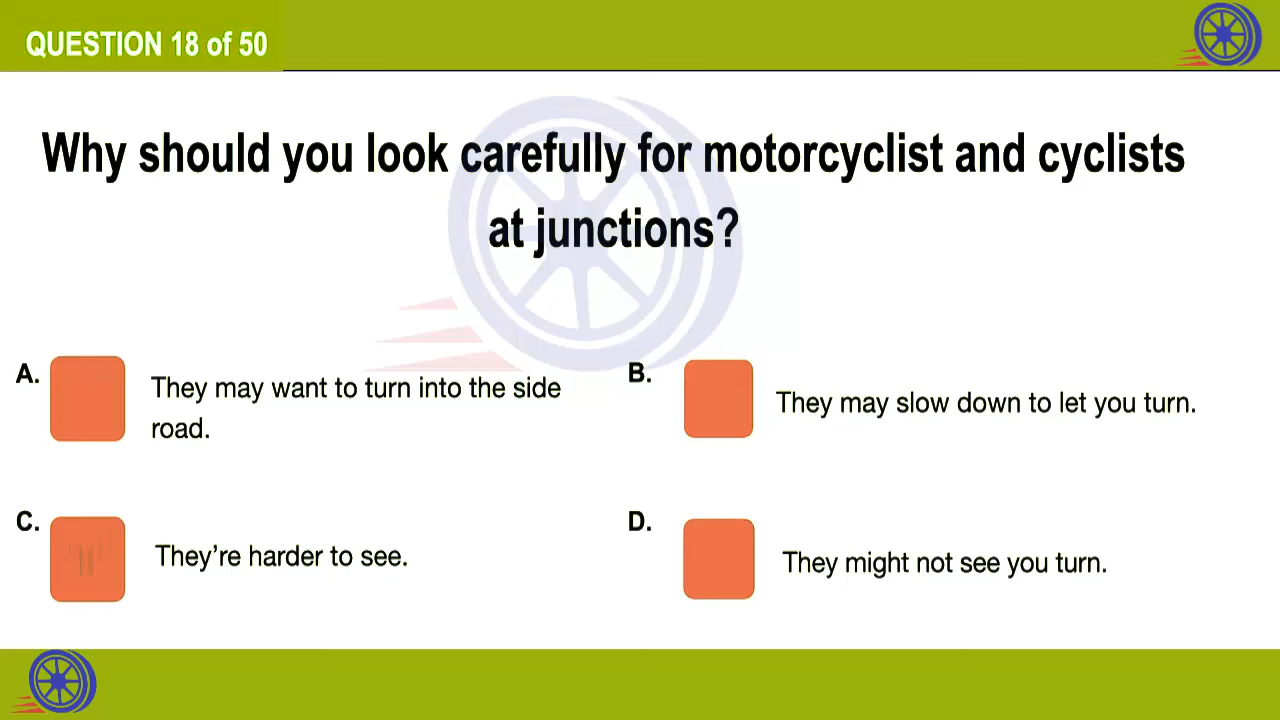 QUESTION 18 of 50
Why should you look carefully for motorcyclist and cyclists
at junctions?
A.
They may want to turn into the side
road.
B.
They may slow down to let you turn.
C.
They're harder to see.
D.
They might not see you turn.